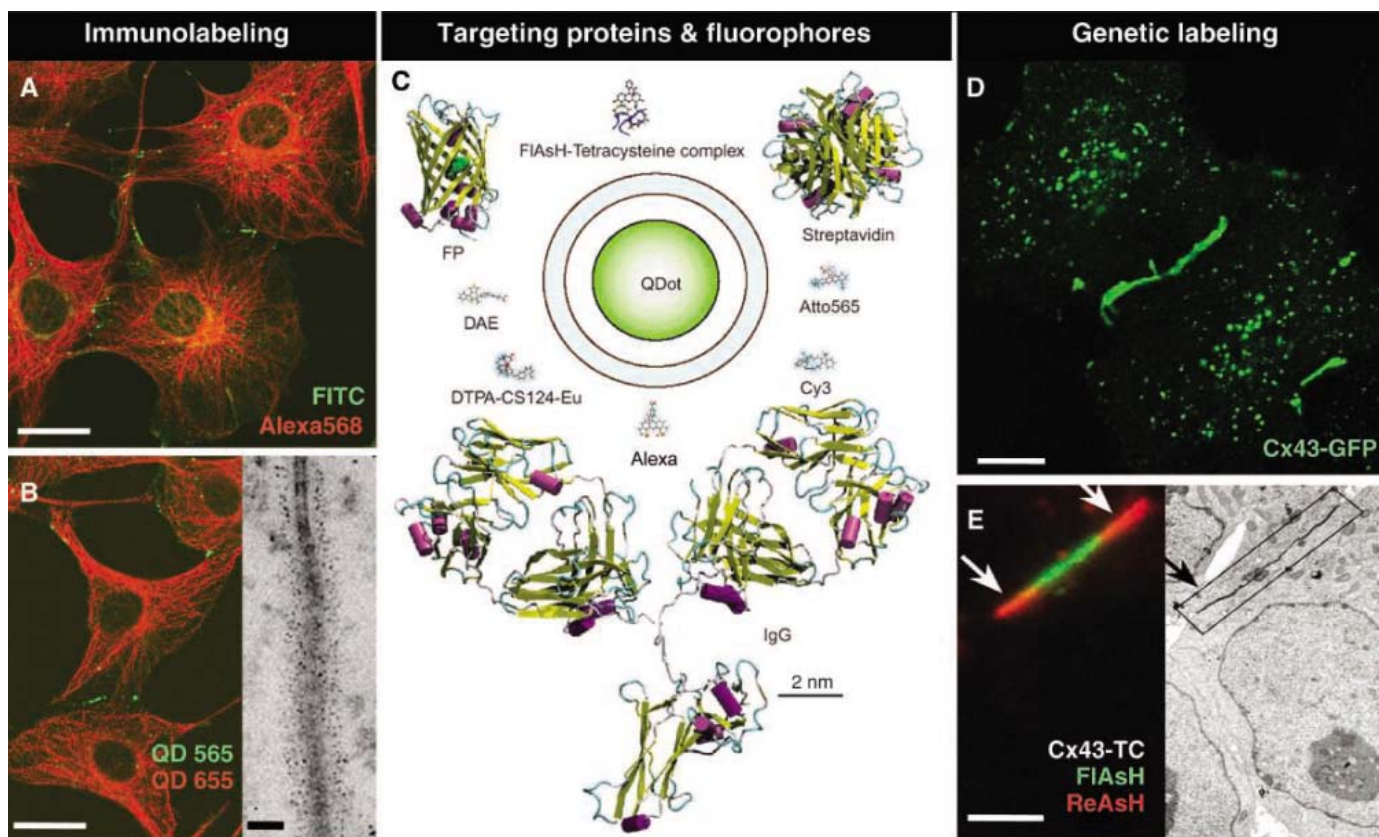 Immunolabeling
Targeting proteins & fluorophores
Genetic labeling
A
FITC
Alexa568
B
QD 565
QD 655
C
FlAsH-Tetracysteine complex
FP
Streptavidin
QDot
DAE
Atto565
DTPA-CS124-Eu
Cy3
Alexa
IgG
2 nm
D
Cx43-GFP
E
Cx43-TC
FlAsH
ReAsH